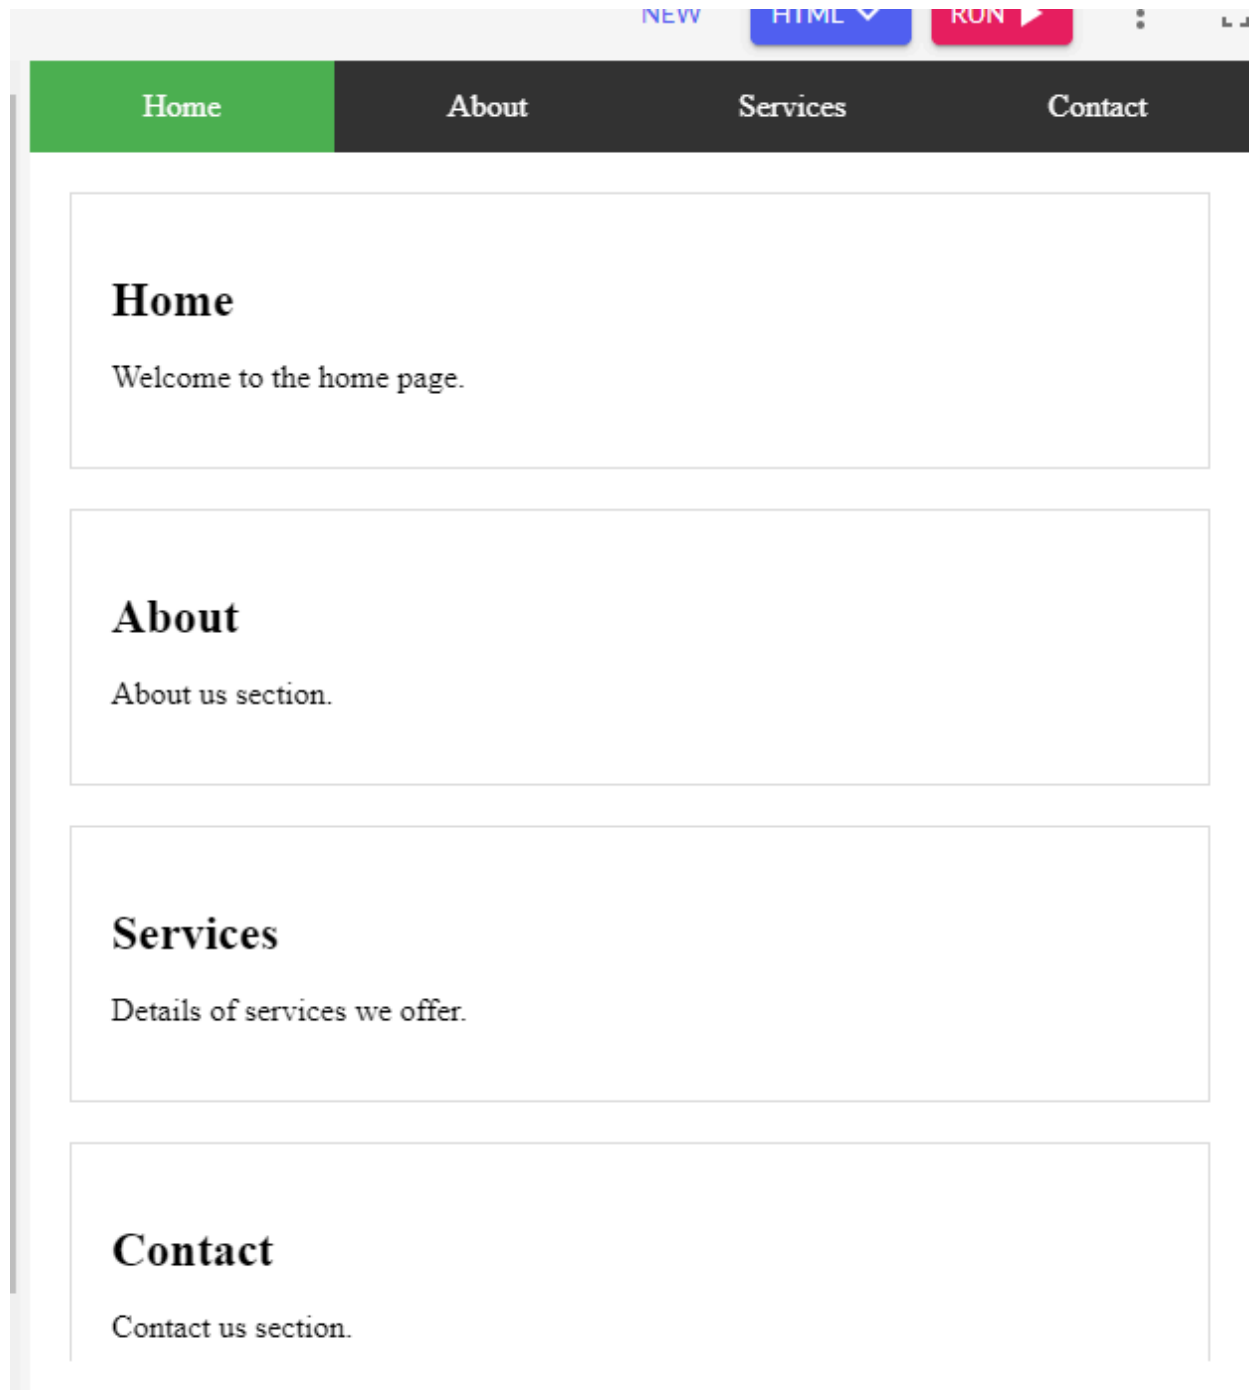 NEW HTML RUN
Home About Services Contact
Home
Welcome to the home page.
About
About us section.
Services
Details of services we offer.
Contact
Contact us section.